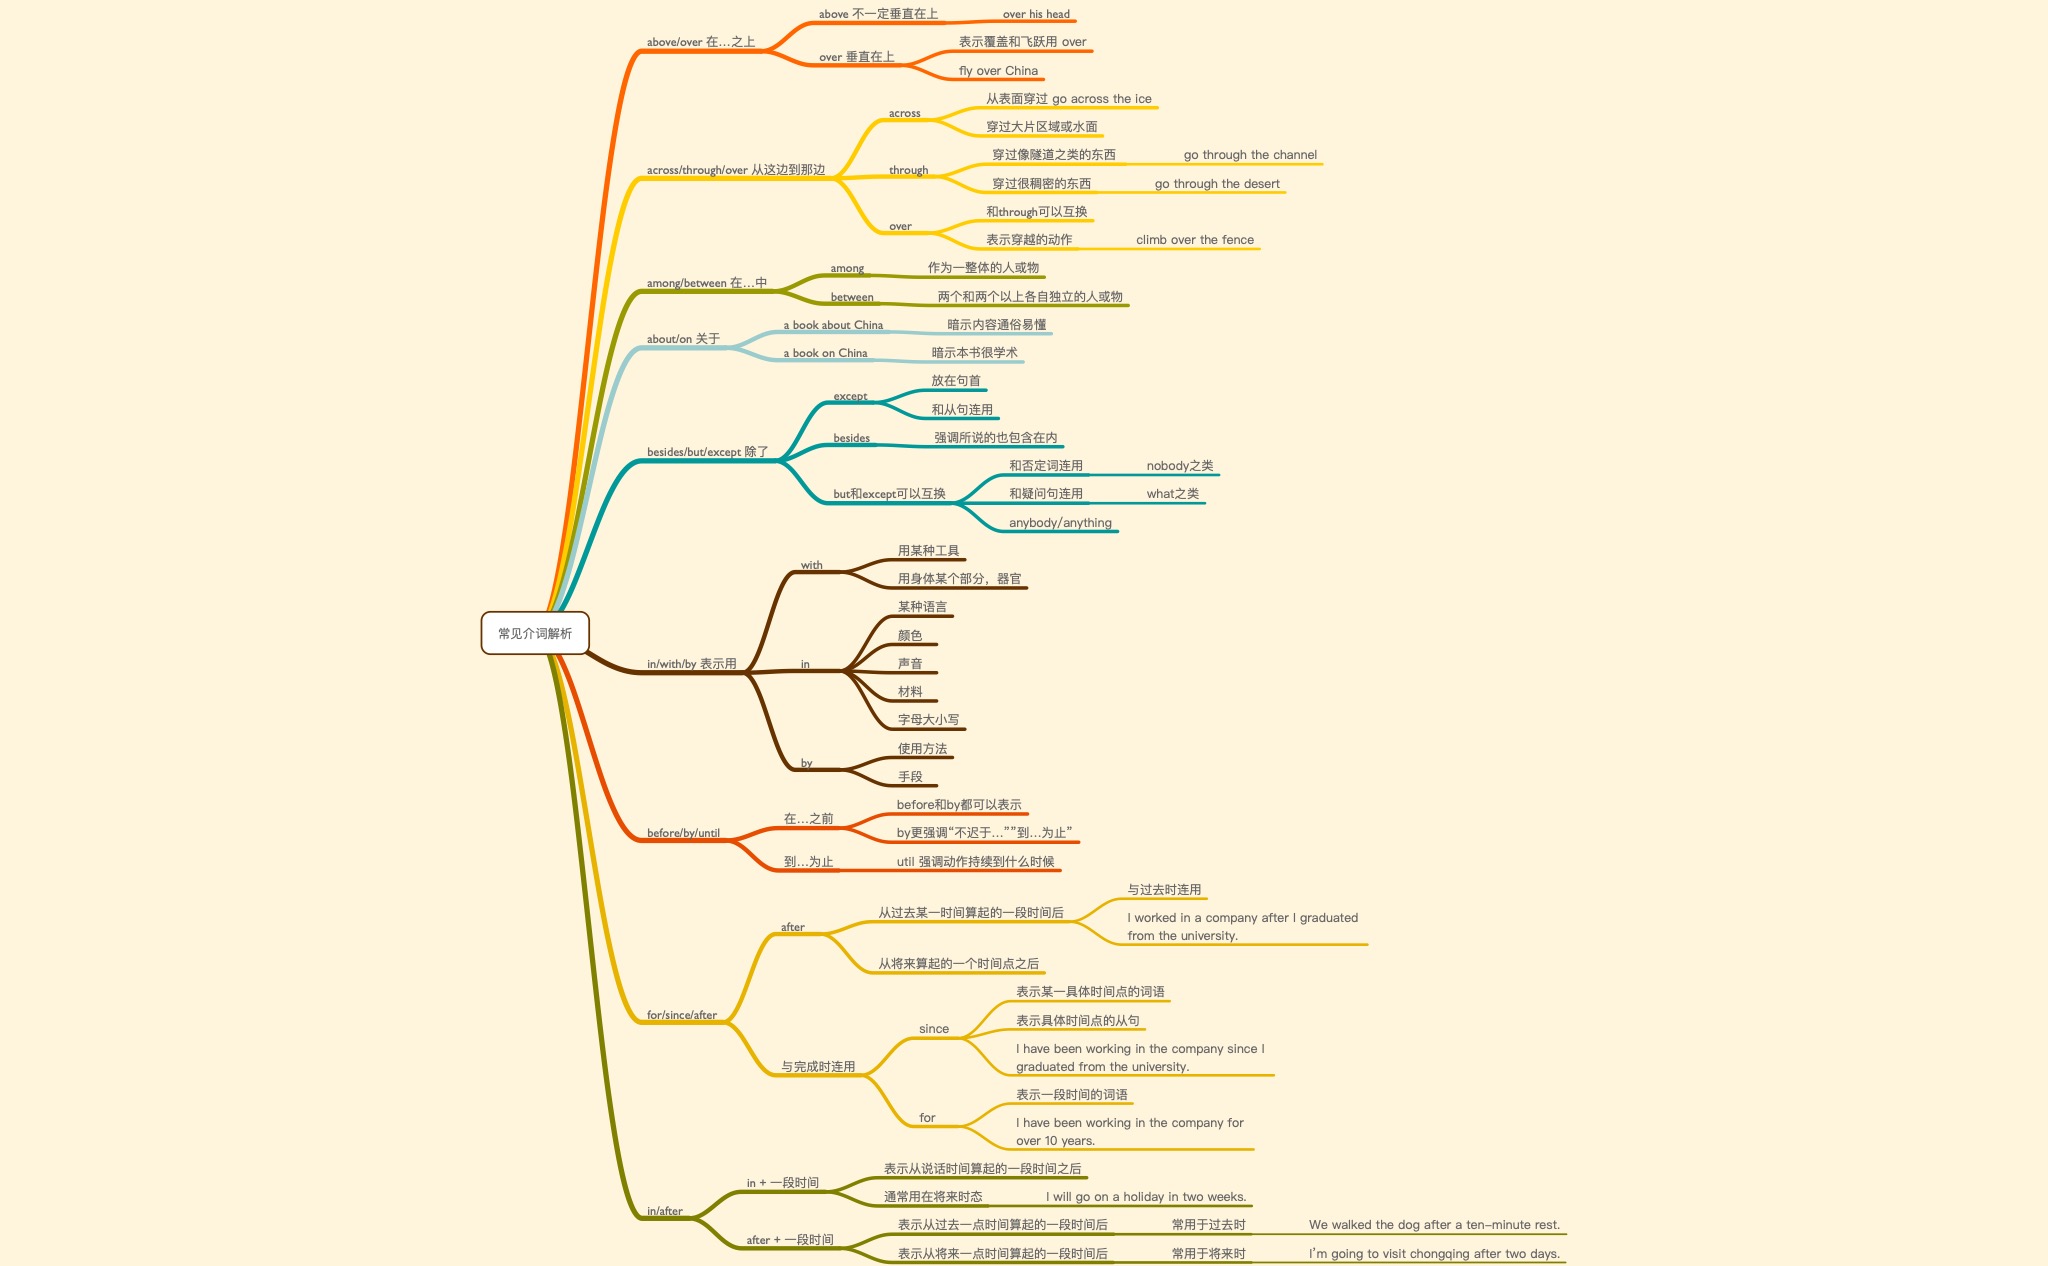 常见介词解析
above/over 在…之上
above 不一定垂直在上
over his head
over 垂直在上
表示覆盖和飞跃用 over
fly over China
across/through/over 从这边到那边
across
从表面穿过 go across the ice
穿过大片区域或水面
through
穿过像隧道之类的东西
go through the channel
穿过很稠密的东西
go through the desert
over
和through可以互换
表示穿越的动作
climb over the fence
among/between 在…中
among
作为一整体的人或物
between
两个和两个以上各自独立的人或物
about/on 关于
a book about China
暗示内容通俗易懂
a book on China
暗示本书很学术
besides/but/except 除了
except
放在句首
和从句连用
besides
强调所说的也包含在内
but和except可以互换
和否定词连用
nobody之类
和疑问句连用
what之类
anybody/anything
in/with/by 表示用
with
用某种工具
用身体某个部分，器官
in
某种语言
颜色
声音
材料
字母大小写
by
使用方法
手段
before/by/until
在…之前
before和by都可以表示
by更强调“不迟于…””到…为止”
到…为止
util 强调动作持续到什么时候
for/since/after
after
从过去某一时间算起的一段时间后
与过去时连用
I worked in a company after I graduated
from the university.
从将来算起的一个时间点之后
与完成时连用
since
表示某一具体时间点的词语
表示具体时间点的从句
I have been working in the company since I
graduated from the university.
for
表示一段时间的词语
I have been working in the company for
over 10 years.
in/after
in + 一段时间
表示从说话时间算起的一段时间之后
通常用在将来时态
I will go on a holiday in two weeks.
after + 一段时间
表示从过去一点时间算起的一段时间后
常用于过去时
We walked the dog after a ten-minute rest.
表示从将来一点时间算起的一段时间后
常用于将来时
I'm going to visit chongqing after two days.